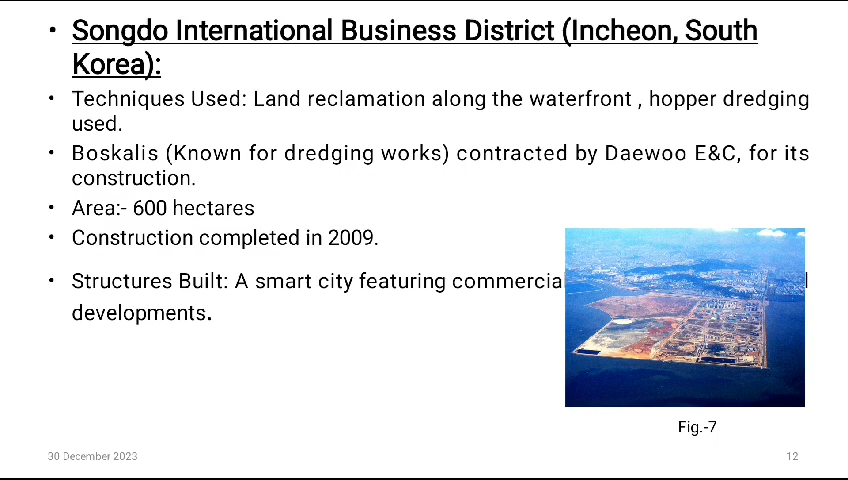 • Songdo International Business District (Incheon, South
Korea):
• Techniques Used: Land reclamation along the waterfront , hopper dredging
used.
• Boskalis (Known for dredging works) contracted by Daewoo E&C, for its
construction.
• Area:- 600 hectares
• Construction completed in 2009.
• Structures Built: A smart city featuring
developments.
Fig.-7
30 December 2023
12